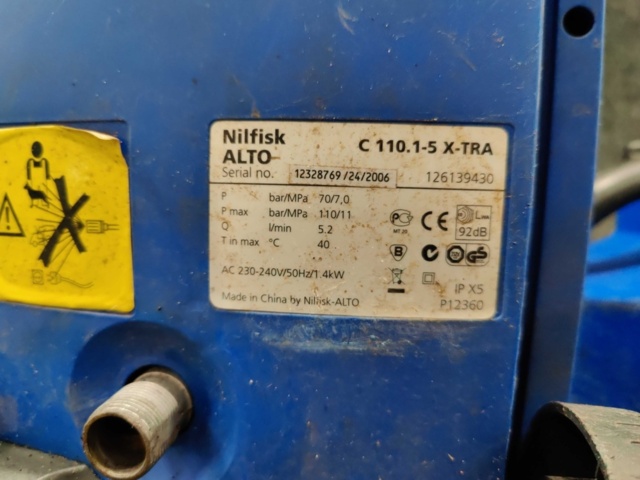 Nilfisk
ALTO
C 110.1-5 X-TRA
Serial no. 12328769/24/2006 126139430
P bar/MPa 70/7,0
P max bar/MPa 110/11
Q l/min 5.2
T in max °C 40
92dB
AC 230-240V/50Hz/1.4kW
IP X5
Made in China by Nilfisk-ALTO
P12360